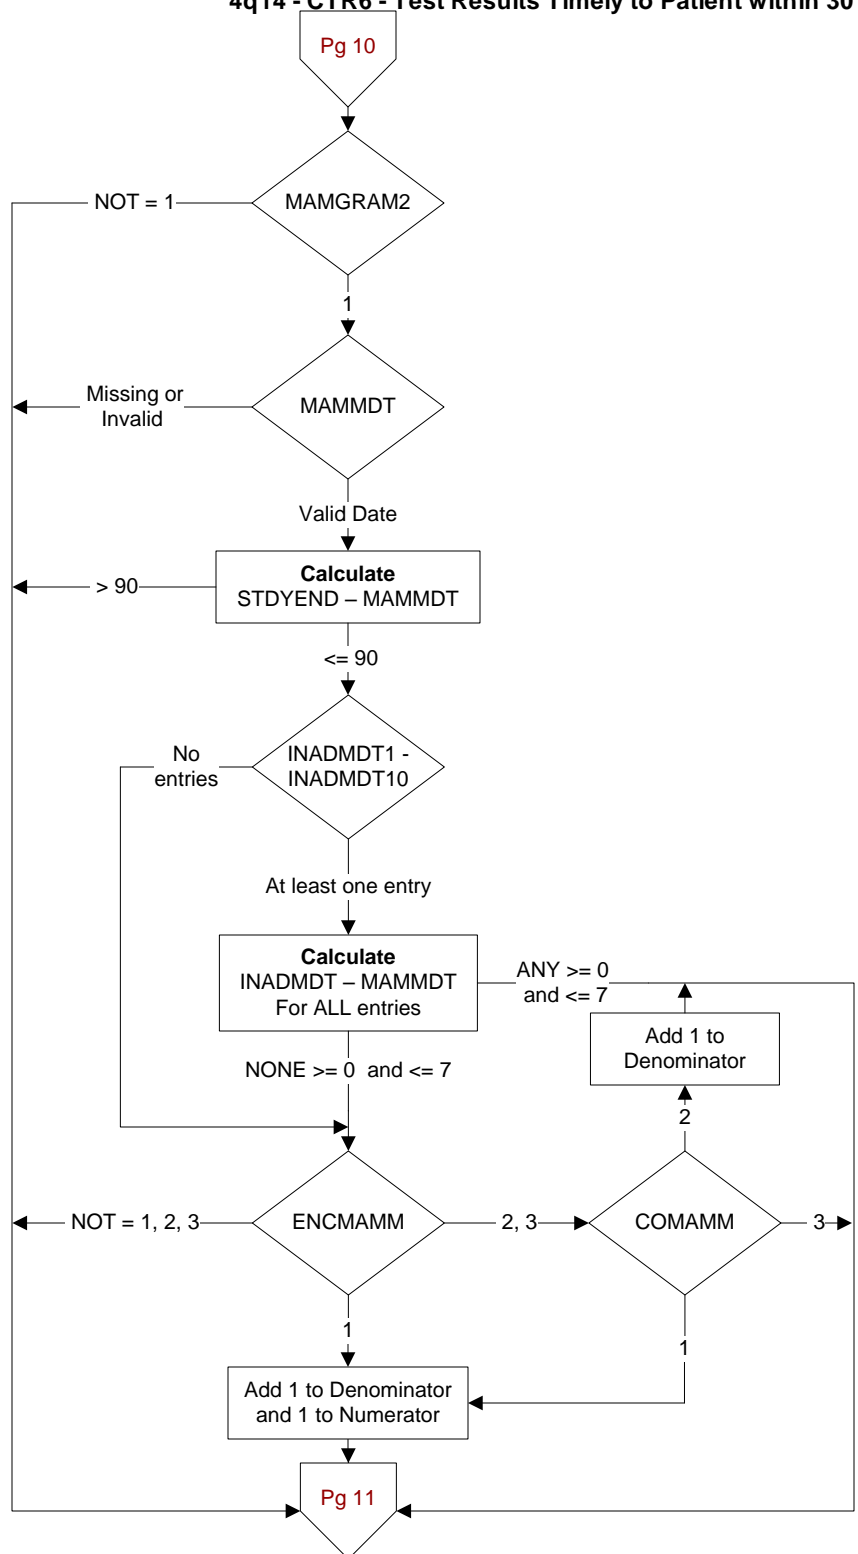 4q14 - CTR6 - Test Results Timely to Patient within 30
Pg 10
NOT = 1
MAMGRAM2
1
Missing or
Invalid
MAMMDT
Valid Date
> 90
Calculate
STDYEND – MAMMDT
<= 90
No
entries
INADMDT1 -
INADMDT10
At least one entry
Calculate
INADMDT – MAMMDT
For ALL entries
ANY >= 0
and <= 7
Add 1 to
Denominator
NONE >= 0 and <= 7
2
NOT = 1, 2, 3
ENCMAMM
2, 3
COMAMM
3
1
1
Add 1 to Denominator
and 1 to Numerator
Pg 11